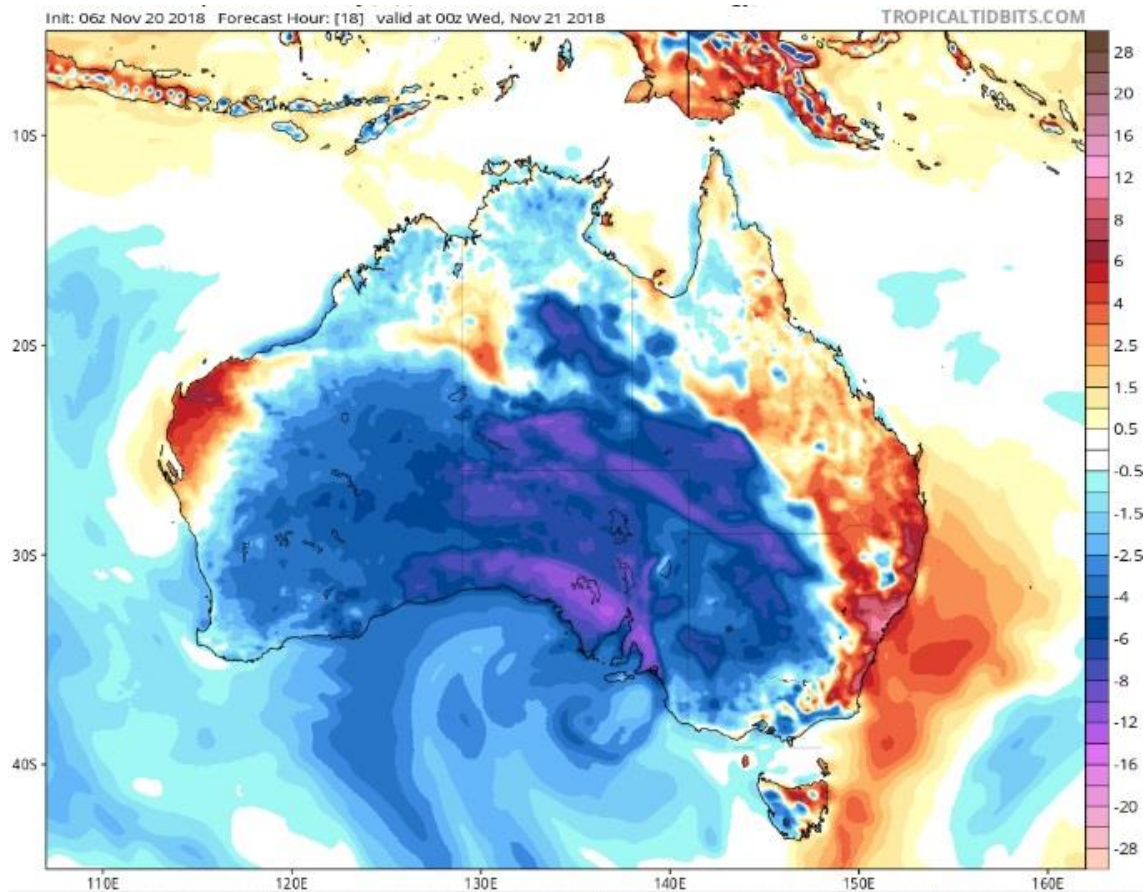 Init: 06z Nov 20 2018 Forecast Hour: [18] valid at 00z Wed, Nov 21 2018
TROPICALTIDBITS.COM
28
20
16
12
8
6
4
2.5
1.5
0.5
-0.5
-1.5
-2.5
-4
-6
-8
-12
-16
-20
-28
10S
20S
30S
40S
110E
120E
130E
140E
150E
160E